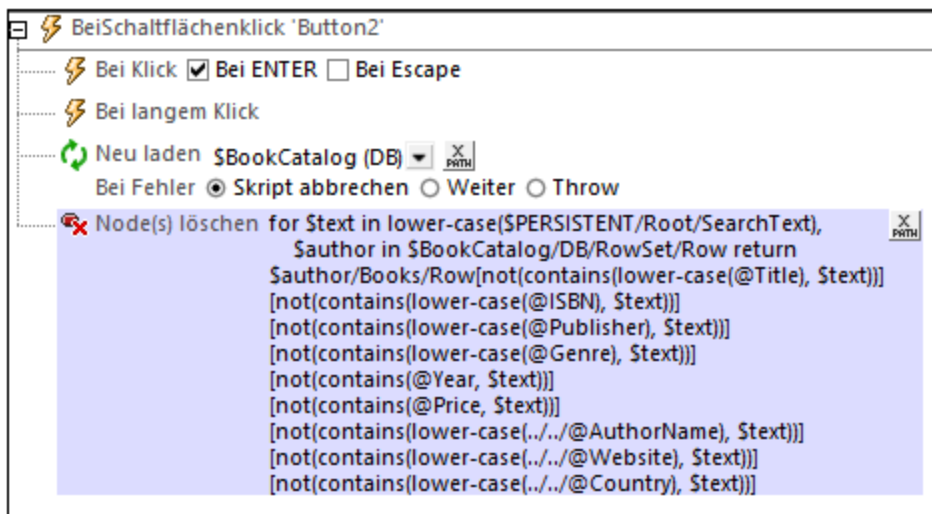 BeiSchaltflächenklick 'Button2'
Bei Klick Bei ENTER Bei Escape
Bei langem Klick
Neu laden $BookCatalog (DB) X PATH
Bei Fehler Skript abbrechen Weiter Throw
Node(s) löschen for $text in lower-case($PERSISTENT/Root/SearchText), X PATH
$author in $BookCatalog/DB/RowSet/Row return
$author/Books/Row[not(contains(lower-case(@Title), $text))]
[not(contains(lower-case(@ISBN), $text))]
[not(contains(lower-case(@Publisher), $text))]
[not(contains(lower-case(@Genre), $text))]
[not(contains(@Year, $text))]
[not(contains(@Price, $text))]
[not(contains(lower-case(../../@AuthorName), $text))]
[not(contains(lower-case(../../@Website), $text))]
[not(contains(lower-case(../../@Country), $text))]